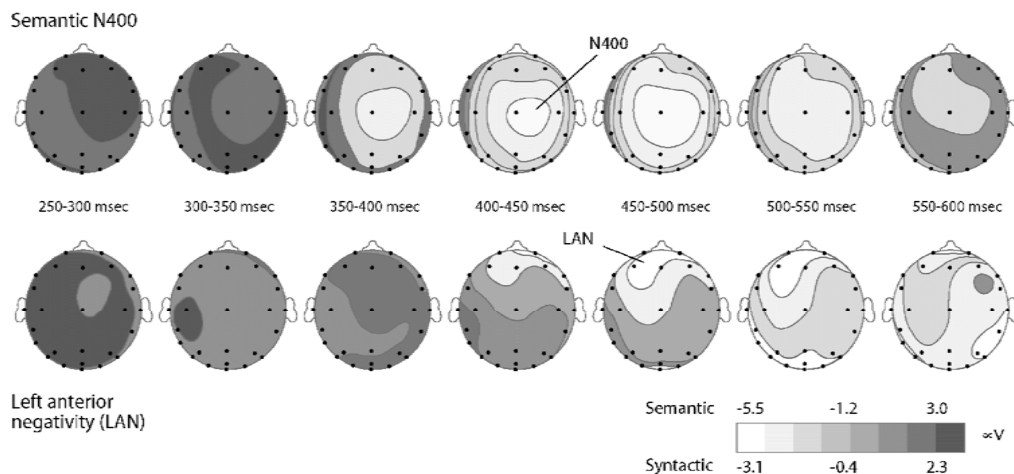 Semantic N400
N400
250-300 msec 300-350 msec 350-400 msec 400-450 msec 450-500 msec 500-550 msec 550-600 msec
LAN
Left anterior
negativity (LAN)
Semantic -5.5 -1.2 3.0
∝V
Syntactic -3.1 -0.4 2.3